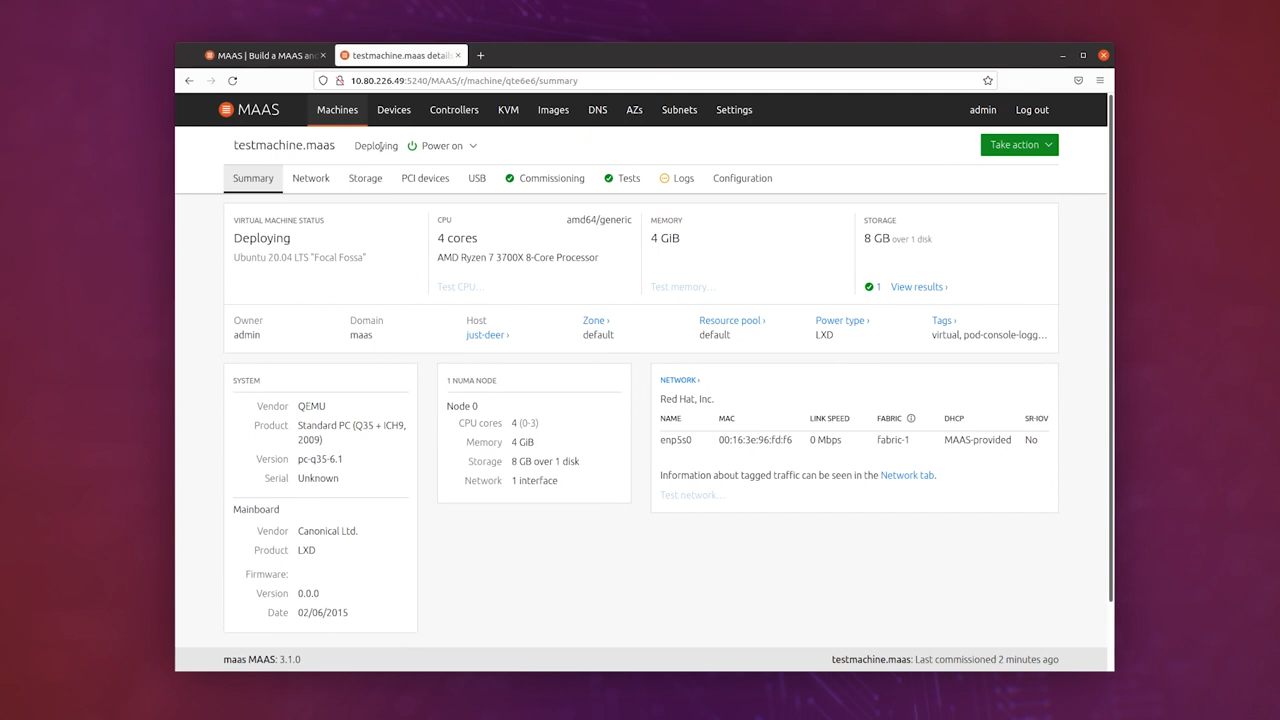 MAAS | Build a MAAS an
testmachine.maas detail
10.80.226.49:5240/MAAS/r/machine/qte6e6/summary
MAAS Machines Devices Controllers KVM Images DNS AZs Subnets Settings admin Log out
testmachine.maas Deploying Power on Take action
Summary Network Storage PCI devices USB Commissioning Tests Logs Configuration
VIRTUAL MACHINE STATUS
Deploying
Ubuntu 20.04 LTS "Focal Fossa"
CPU amd64/generic
4 cores
AMD Ryzen 7 3700X 8-Core Processor
Test CPU...
MEMORY
4 GiB
Test memory...
STORAGE
8 GB over 1 disk
1 View results ›
Owner
admin
Domain
maas
Host
just-deer ›
Zone ›
default
Resource pool ›
default
Power type ›
LXD
Tags ›
virtual, pod-console-logg...
SYSTEM
Vendor QEMU
Product Standard PC (Q35 + ICH9,
2009)
Version pc-q35-6.1
Serial Unknown
Mainboard
Vendor Canonical Ltd.
Product LXD
Firmware:
Version 0.0.0
Date 02/06/2015
1 NUMA NODE
Node 0
CPU cores 4 (0-3)
Memory 4 GiB
Storage 8 GB over 1 disk
Network 1 interface
NETWORK ›
Red Hat, Inc.
NAME MAC LINK SPEED FABRIC DHCP SR-IOV
enp5s0 00:16:3e:96:fd:f6 0 Mbps fabric-1 MAAS-provided No
Information about tagged traffic can be seen in the Network tab.
Test network...
maas MAAS: 3.1.0
testmachine.maas: Last commissioned 2 minutes ago